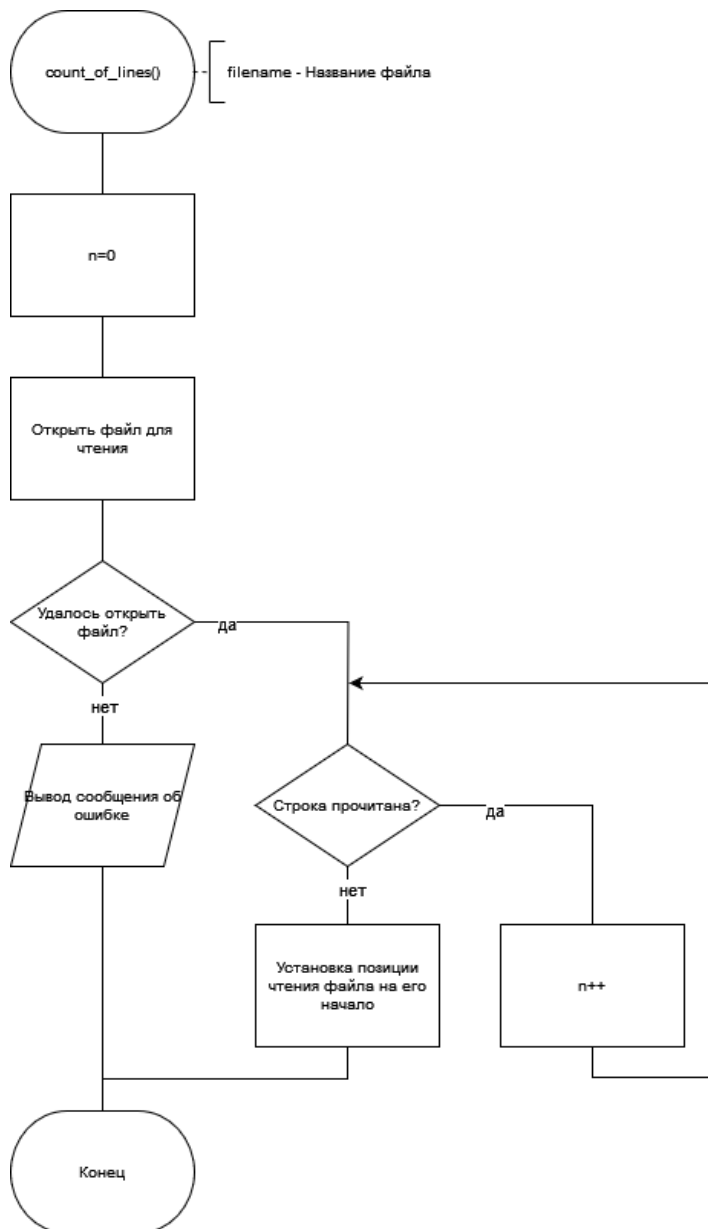 count_of_lines()
filename - Название файла
n=0
Открыть файл для
чтения
Удалось открыть
файл?
да
нет
Вывод сообщения об
ошибке
Строка прочитана?
да
нет
Установка позиции
чтения файла на его
начало
n++
Конец